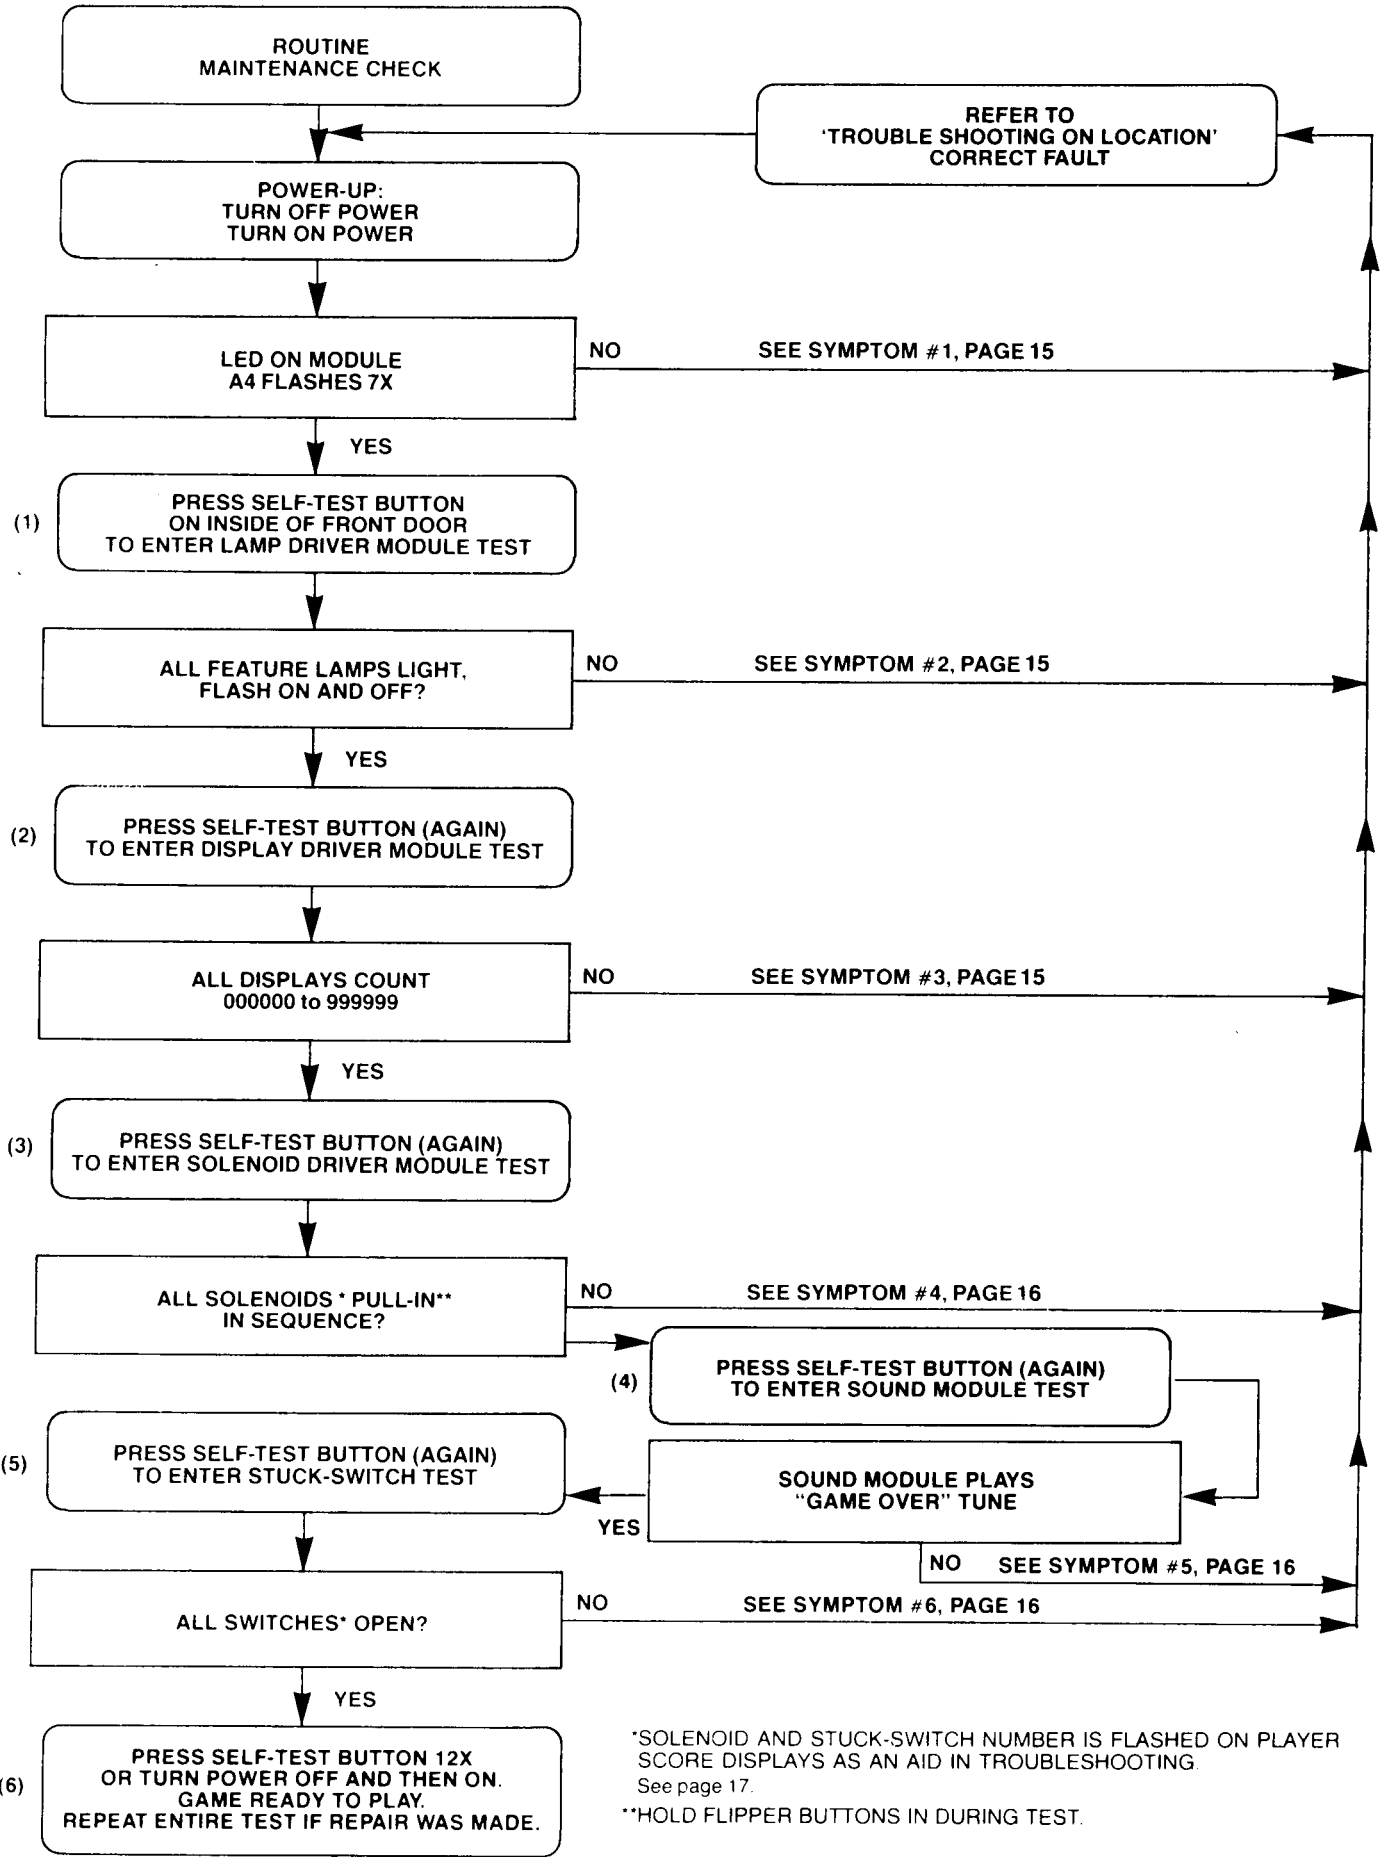 ROUTINE
MAINTENANCE CHECK
REFER TO
'TROUBLE SHOOTING ON LOCATION'
CORRECT FAULT
POWER-UP:
TURN OFF POWER
TURN ON POWER
LED ON MODULE
A4 FLASHES 7X
NO
SEE SYMPTOM #1, PAGE 15
YES
(1)
PRESS SELF-TEST BUTTON
ON INSIDE OF FRONT DOOR
TO ENTER LAMP DRIVER MODULE TEST
ALL FEATURE LAMPS LIGHT,
FLASH ON AND OFF?
NO
SEE SYMPTOM #2, PAGE 15
YES
(2)
PRESS SELF-TEST BUTTON (AGAIN)
TO ENTER DISPLAY DRIVER MODULE TEST
ALL DISPLAYS COUNT
000000 to 999999
NO
SEE SYMPTOM #3, PAGE 15
YES
(3)
PRESS SELF-TEST BUTTON (AGAIN)
TO ENTER SOLENOID DRIVER MODULE TEST
ALL SOLENOIDS * PULL-IN**
IN SEQUENCE?
NO
SEE SYMPTOM #4, PAGE 16
(4)
PRESS SELF-TEST BUTTON (AGAIN)
TO ENTER SOUND MODULE TEST
(5)
PRESS SELF-TEST BUTTON (AGAIN)
TO ENTER STUCK-SWITCH TEST
SOUND MODULE PLAYS
"GAME OVER" TUNE
YES
NO
SEE SYMPTOM #5, PAGE 16
ALL SWITCHES* OPEN?
NO
SEE SYMPTOM #6, PAGE 16
YES
(6)
PRESS SELF-TEST BUTTON 12X
OR TURN POWER OFF AND THEN ON.
GAME READY TO PLAY.
REPEAT ENTIRE TEST IF REPAIR WAS MADE.
*SOLENOID AND STUCK-SWITCH NUMBER IS FLASHED ON PLAYER
SCORE DISPLAYS AS AN AID IN TROUBLESHOOTING.
See page 17.
**HOLD FLIPPER BUTTONS IN DURING TEST.